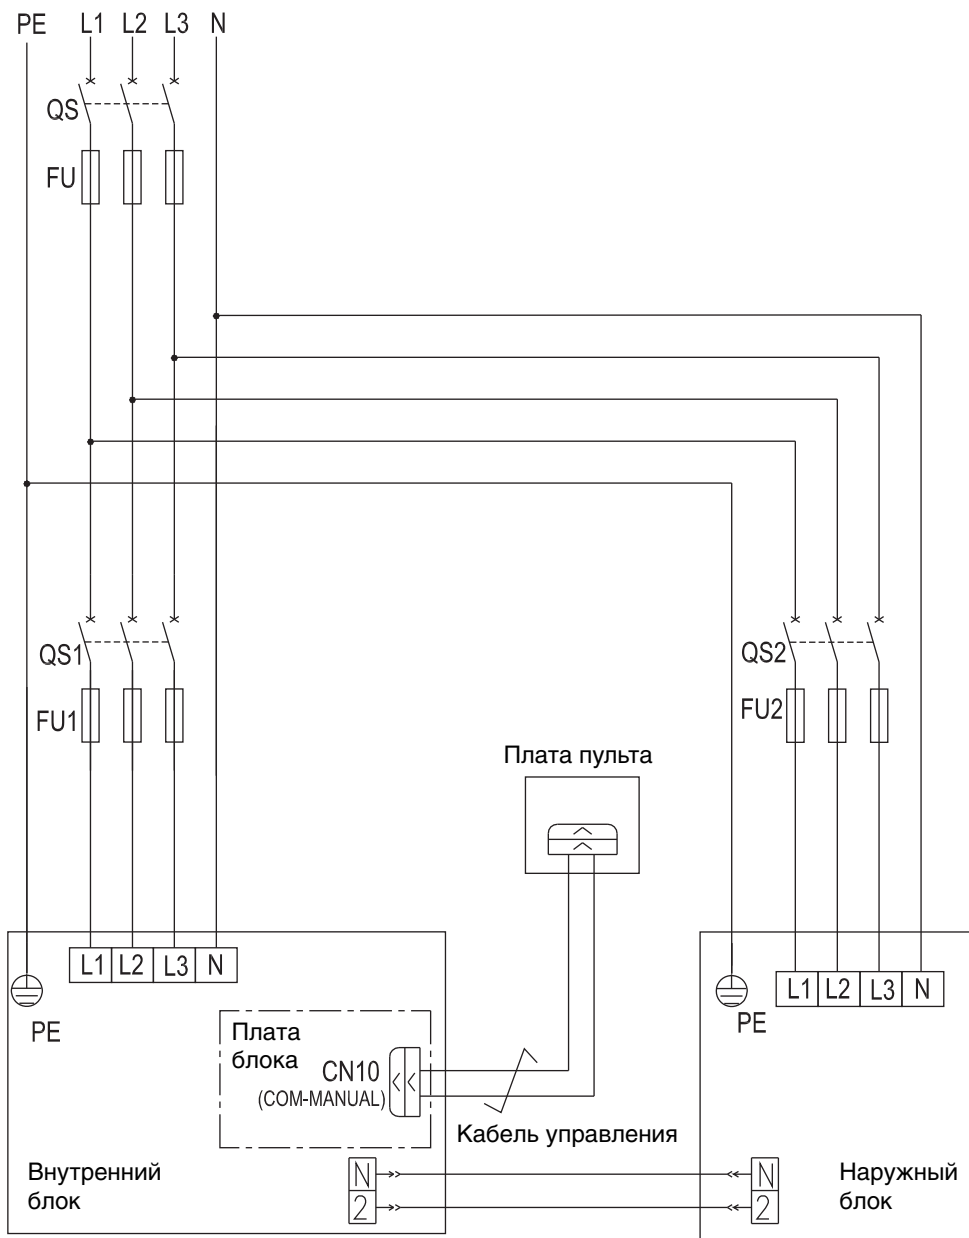 PE L1 L2 L3 N
QS
FU
QS1
FU1
QS2
FU2
Плата пульта
L1 L2 L3 N
PE
L1 L2 L3 N
PE
Плата
блока
CN10
(COM-MANUAL)
Кабель управления
Внутренний
блок
N
2
N
2
Наружный
блок